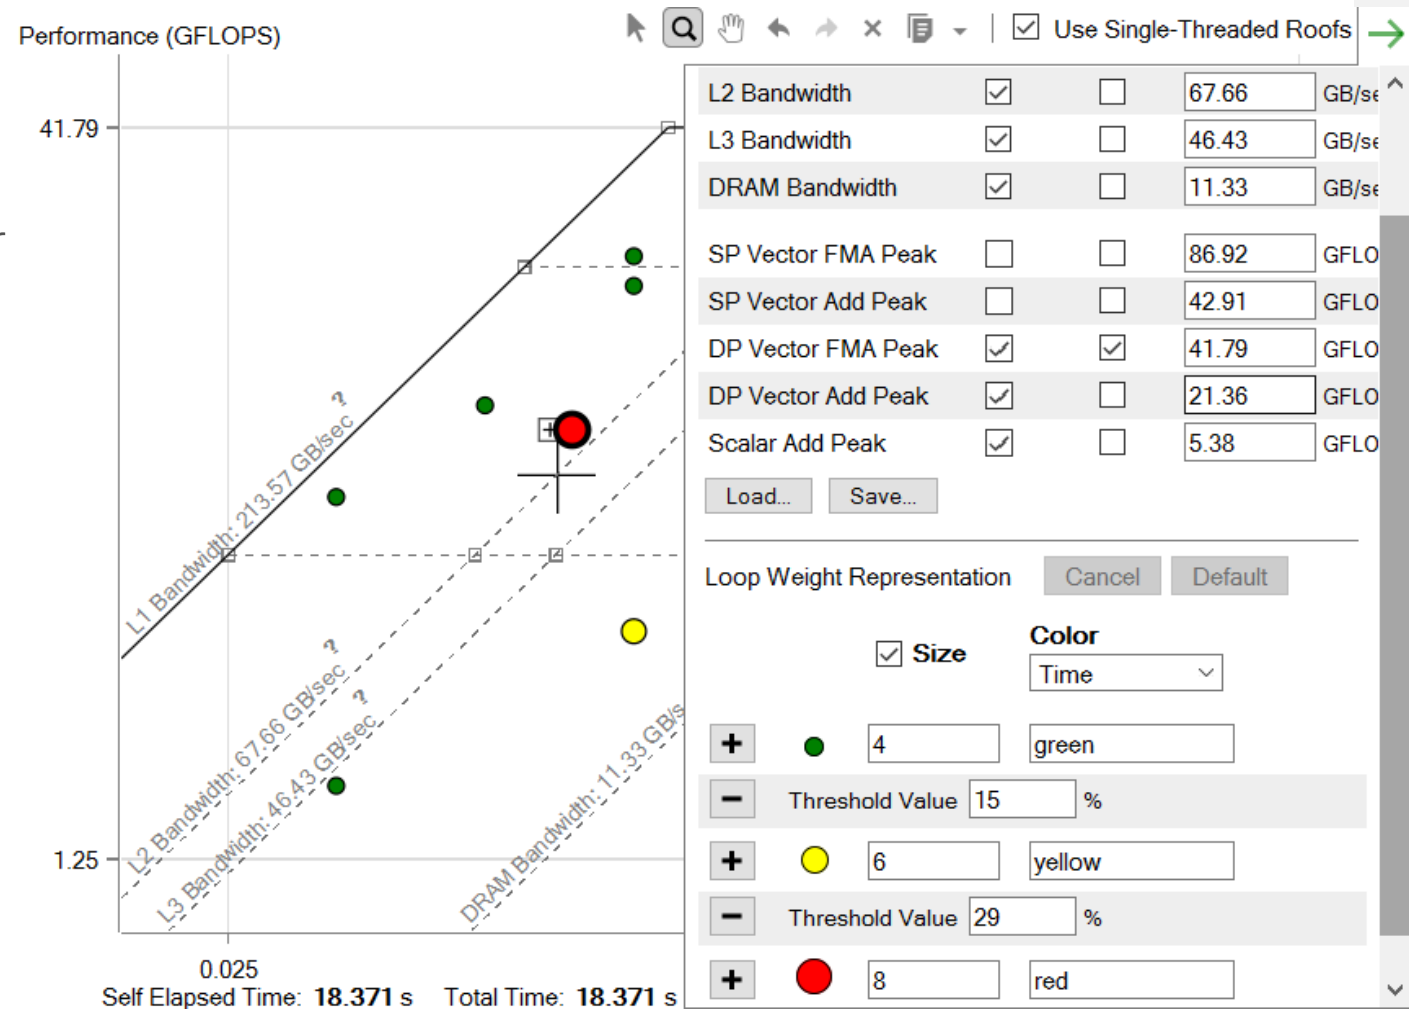 Performance (GFLOPS)
Use Single-Threaded Roofs
41.79
1.25
0.025
L1 Bandwidth: 213.57 GB/sec ?
L2 Bandwidth: 67.66 GB/sec ?
L3 Bandwidth: 46.43 GB/sec ?
DRAM Bandwidth: 11.33 GB/s
Self Elapsed Time: 18.371 s Total Time: 18.371 s
L2 Bandwidth 67.66 GB/se
L3 Bandwidth 46.43 GB/se
DRAM Bandwidth 11.33 GB/se
SP Vector FMA Peak 86.92 GFLO
SP Vector Add Peak 42.91 GFLO
DP Vector FMA Peak 41.79 GFLO
DP Vector Add Peak 21.36 GFLO
Scalar Add Peak 5.38 GFLO
Load... Save...
Loop Weight Representation Cancel Default
Size Color
Time
4 green
Threshold Value 15 %
6 yellow
Threshold Value 29 %
8 red